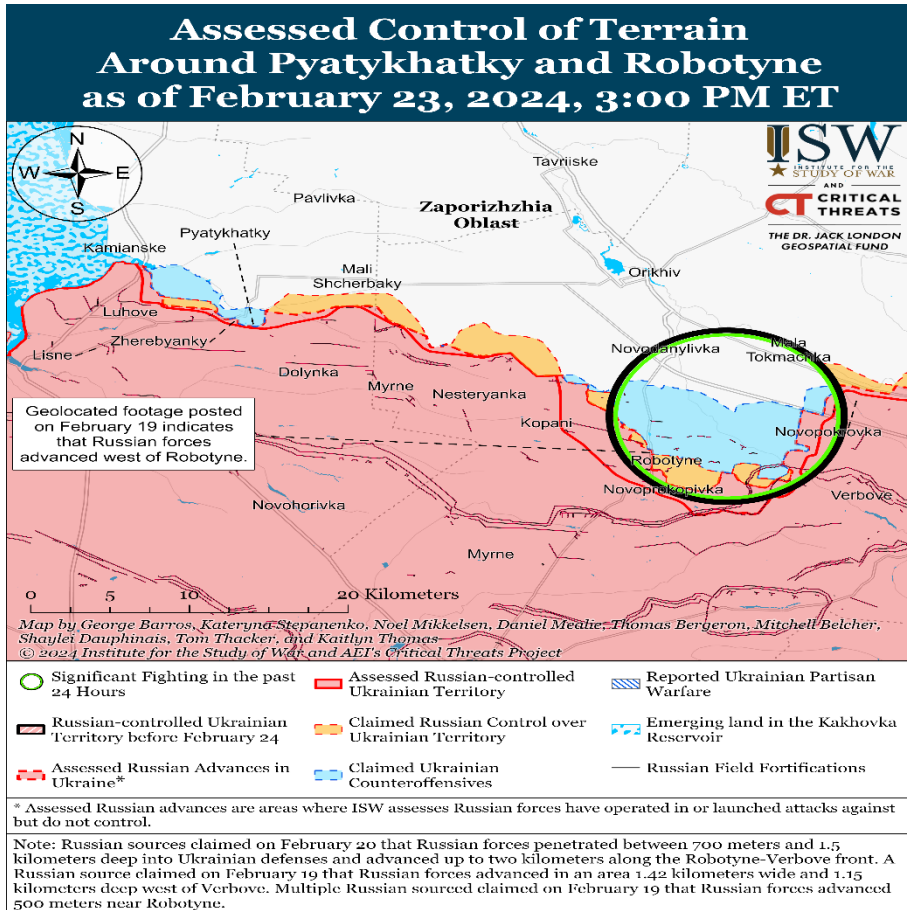 Assessed Control of Terrain
Around Pyatykhatky and Robotyne
as of February 23, 2024, 3:00 PM ET
N
W
E
S
ISW
INSTITUTE FOR THE
STUDY OF WAR
AND
CT CRITICAL
THREATS
THE DR. JACK LONDON
GEOSPATIAL FUND
Tavriiske
Pavlivka
Zaporizhzhia
Oblast
Pyatykhatky
Kamianske
Mali
Shcherbaky
Orikhiv
Luhove
Zherebyanky
Lisne
Novodanylivka
Mala
Tokmachka
Dolynka
Myrne
Nesteryanka
Kopani
Novopokrovka
Geolocated footage posted
on February 19 indicates
that Russian forces
advanced west of Robotyne.
Robotyne
Novoprokopivka
Verbove
Novohorivka
Myrne
0 5 10 20 Kilometers
Map by George Barros, Kateryna Stepanenko, Noel Mikkelsen, Daniel Mealie, Thomas Bergeron, Mitchell Belcher,
Shaylei Dauphinais, Tom Thacker, and Kaitlyn Thomas
© 2024 Institute for the Study of War and AEI's Critical Threats Project
Significant Fighting in the past
24 Hours
Assessed Russian-controlled
Ukrainian Territory
Reported Ukrainian Partisan
Warfare
Russian-controlled Ukrainian
Territory before February 24
Claimed Russian Control over
Ukrainian Territory
Emerging land in the Kakhovka
Reservoir
Assessed Russian Advances in
Ukraine*
Claimed Ukrainian
Counteroffensives
Russian Field Fortifications
* Assessed Russian advances are areas where ISW assesses Russian forces have operated in or launched attacks against
but do not control.
Note: Russian sources claimed on February 20 that Russian forces penetrated between 700 meters and 1.5
kilometers deep into Ukrainian defenses and advanced up to two kilometers along the Robotyne-Verbove front. A
Russian source claimed on February 19 that Russian forces advanced in an area 1.42 kilometers wide and 1.15
kilometers deep west of Verbove. Multiple Russian sourced claimed on February 19 that Russian forces advanced
500 meters near Robotyne.